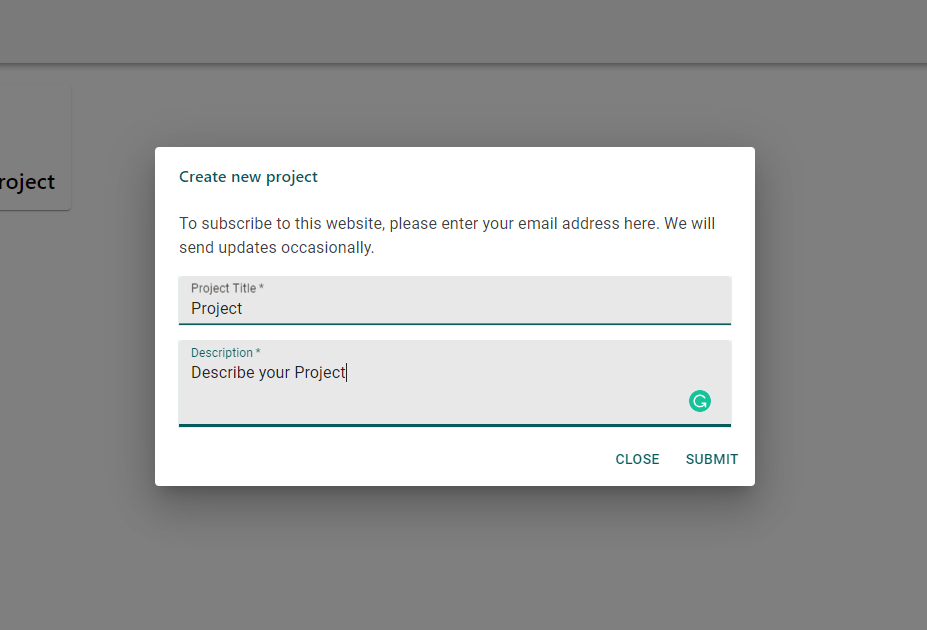 roject
Create new project
To subscribe to this website, please enter your email address here. We will
send updates occasionally.
Project Title *
Project
Description *
Describe your Project
CLOSE SUBMIT